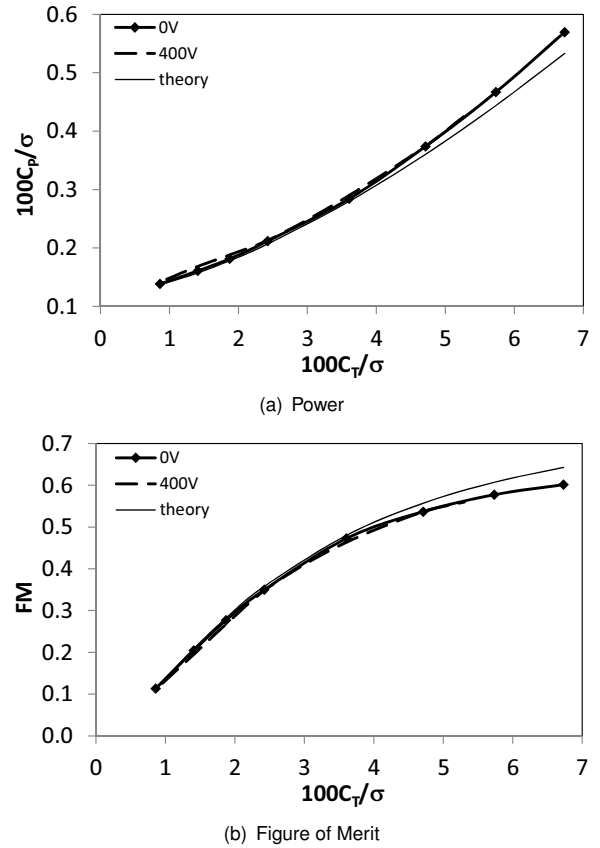 0.6
0V
400V
theory
0.5
0.4
0.3
0.2
0.1
100C_P/σ
0 1 2 3 4 5 6 7
100C_T/σ
(a) Power
0.7
0V
400V
theory
0.6
0.5
0.4
0.3
0.2
0.1
0.0
FM
0 1 2 3 4 5 6 7
100C_T/σ
(b) Figure of Merit